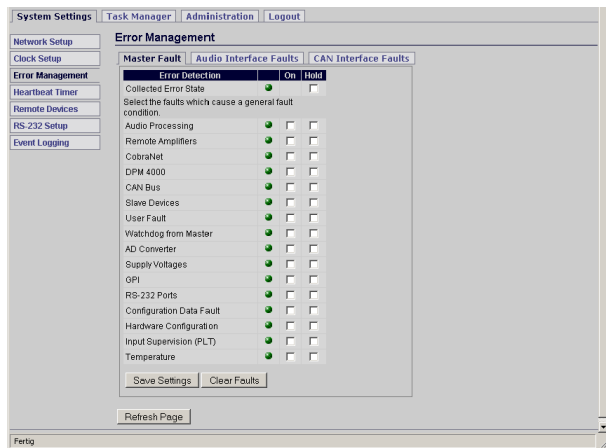 System Settings Task Manager Administration Logout
Network Setup
Clock Setup
Error Management
Heartbeat Timer
Remote Devices
RS-232 Setup
Event Logging
Error Management
Master Fault Audio Interface Faults CAN Interface Faults
Error Detection On Hold
Collected Error State
Select the faults which cause a general fault
condition.
Audio Processing
Remote Amplifiers
CobraNet
DPM 4000
CAN Bus
Slave Devices
User Fault
Watchdog from Master
AD Converter
Supply Voltages
GPI
RS-232 Ports
Configuration Data Fault
Hardware Configuration
Input Supervision (PLT)
Temperature
Save Settings Clear Faults
Refresh Page
Fertig